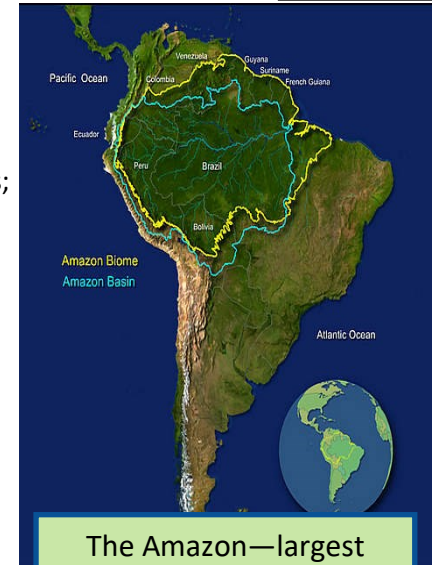 Venezuela
Guyana
Suriname
French Guiana
Pacific Ocean
Colombia
Ecuador
Peru
Brazil
Bolivia
Amazon Biome
Amazon Basin
Atlantic Ocean
The Amazon—largest